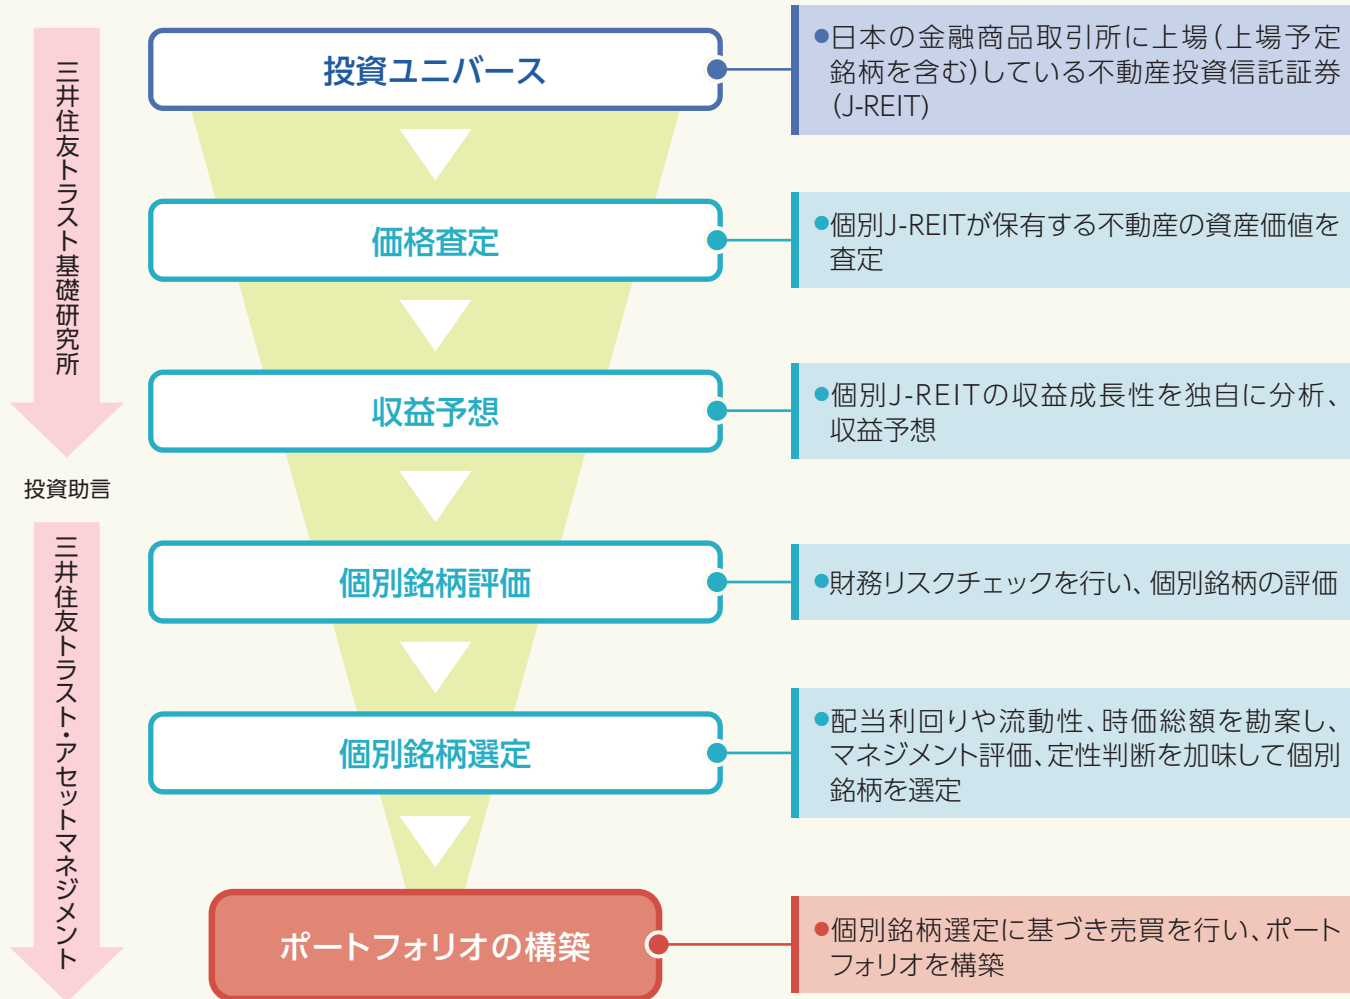 三井住友トラスト基礎研究所
投資助言
三井住友トラスト・アセットマネジメント
投資ユニバース
●日本の金融商品取引所に上場(上場予定
銘柄を含む)している不動産投資信託証券
(J-REIT)
価格査定
●個別J-REITが保有する不動産の資産価値を
査定
収益予想
●個別J-REITの収益成長性を独自に分析、
収益予想
個別銘柄評価
●財務リスクチェックを行い、個別銘柄の評価
個別銘柄選定
●配当利回りや流動性、時価総額を勘案し、
マネジメント評価、定性判断を加味して個別
銘柄を選定
ポートフォリオの構築
●個別銘柄選定に基づき売買を行い、ポート
フォリオを構築